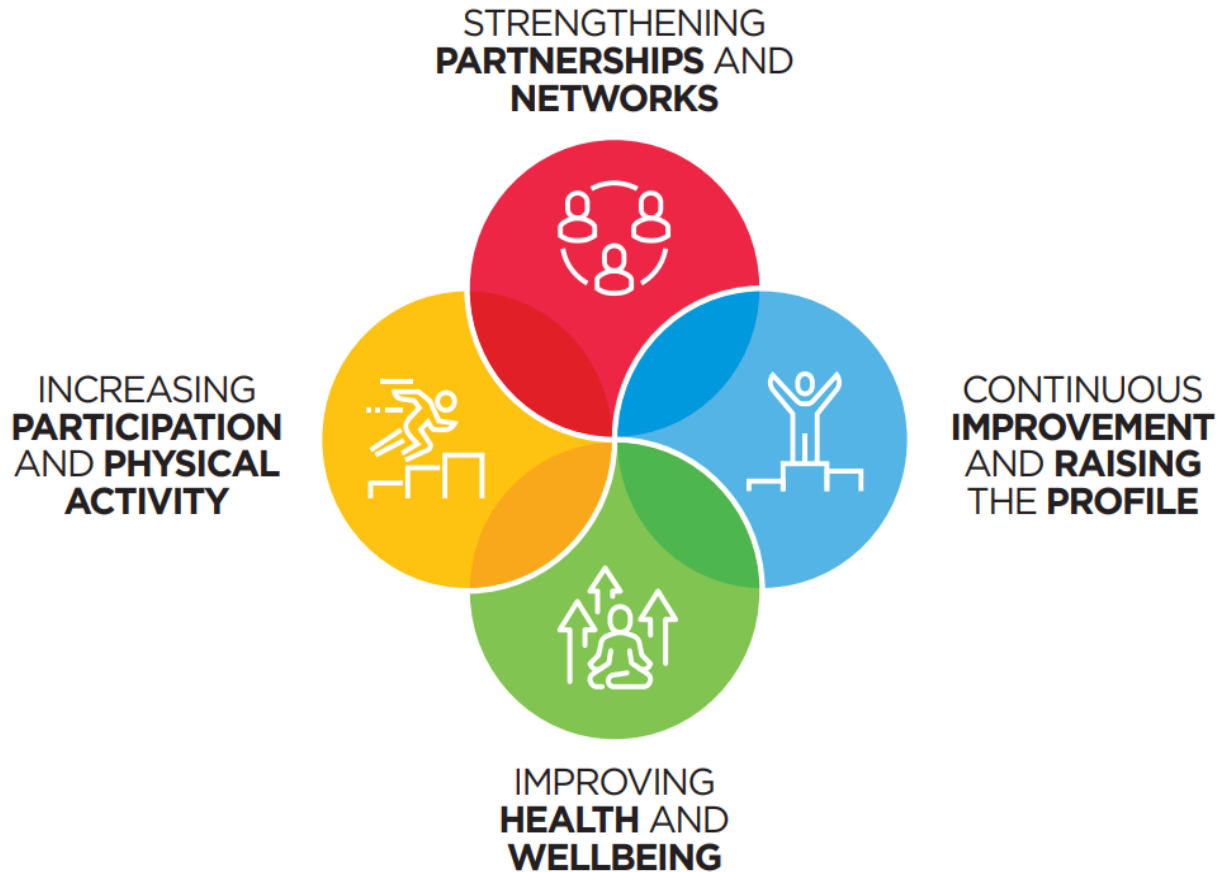 STRENGTHENING
PARTNERSHIPS AND
NETWORKS
INCREASING
PARTICIPATION
AND PHYSICAL
ACTIVITY
CONTINUOUS
IMPROVEMENT
AND RAISING
THE PROFILE
IMPROVING
HEALTH AND
WELLBEING